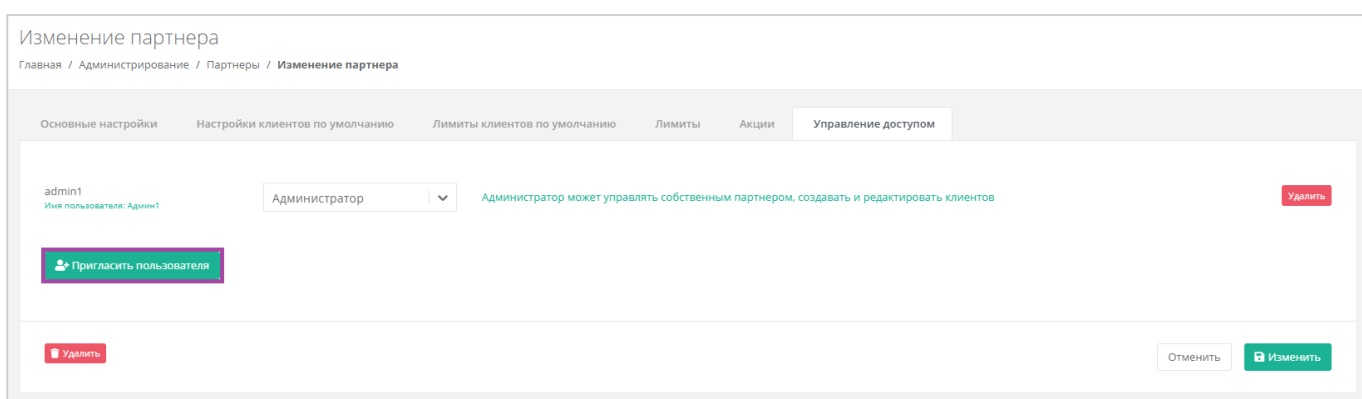 Изменение партнера
Главная / Администрирование / Партнеры / Изменение партнера
Основные настройки Настройки клиентов по умолчанию Лимиты клиентов по умолчанию Лимиты Акции Управление доступом
admin1
Имя пользователя: Админ1
Администратор
Администратор может управлять собственным партнером, создавать и редактировать клиентов
Удалить
Пригласить пользователя
Удалить
Отменить
Изменить